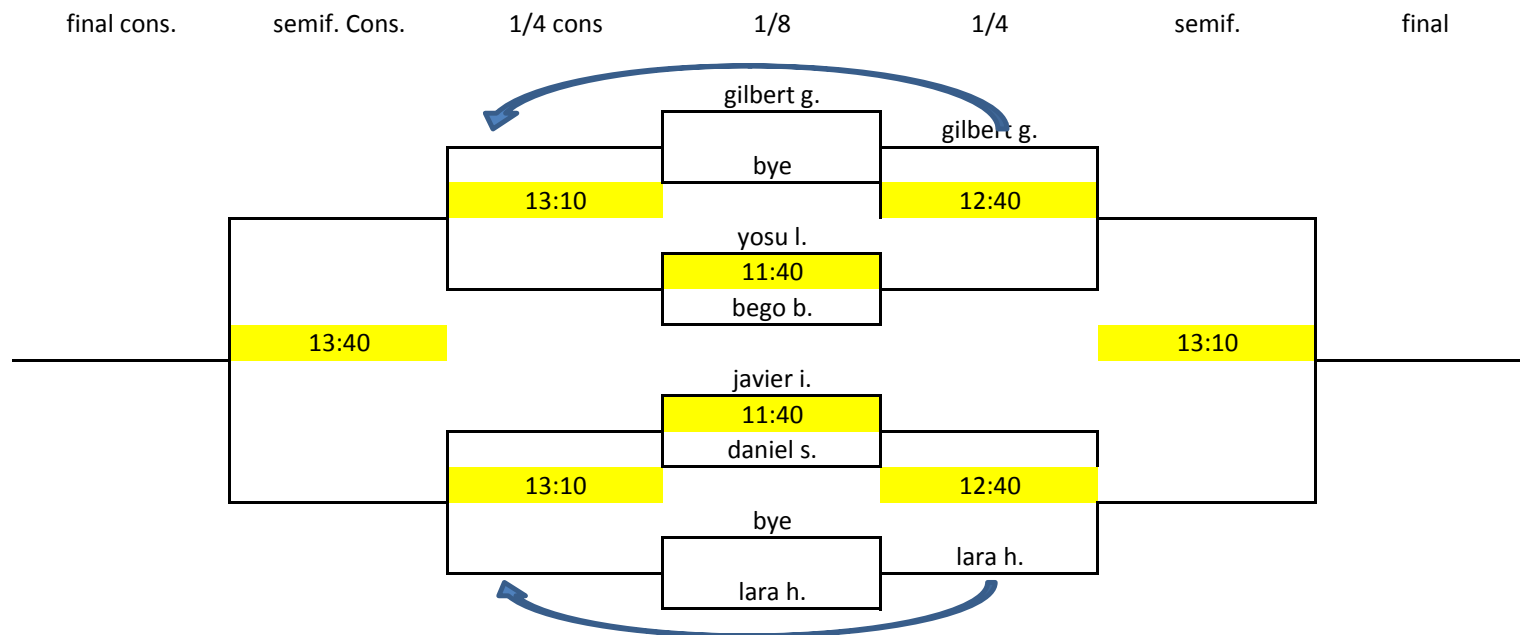 final cons. semif. Cons. 1/4 cons 1/8 1/4 semif. final
gilbert g.
gilbert g.
bye
13:10 12:40
yosu l.
11:40
bego b.
13:40 13:10
javier i.
11:40
daniel s.
13:10 12:40
bye
lara h.
lara h.